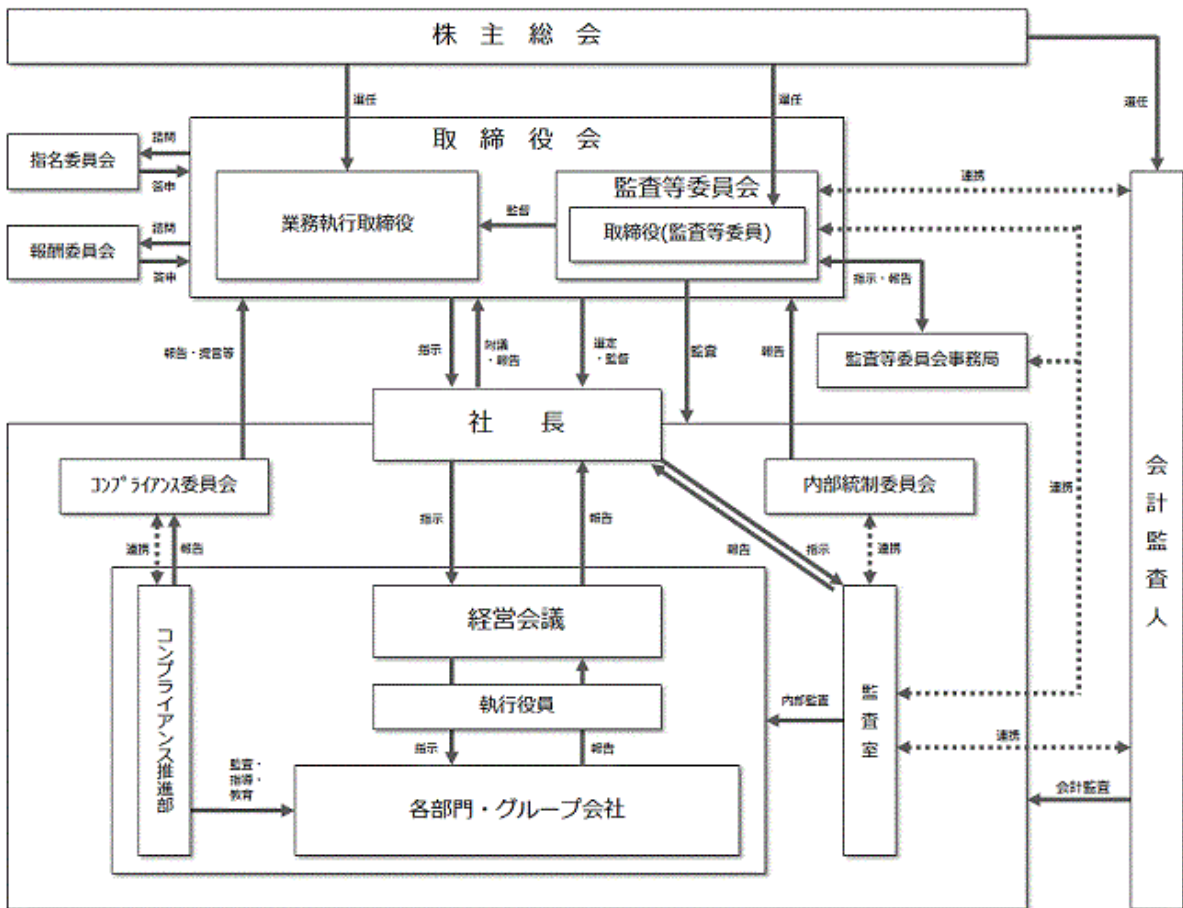 株主総会
選任
選任
選任
取締役会
指名委員会
諮問
答申
報酬委員会
諮問
答申
業務執行取締役
監督
監査等委員会
取締役(監査等委員)
連携
指示・報告
監査等委員会事務局
報告・提言等
指示
付議
・報告
選定
・監督
監査
報告
社長
コンプライアンス委員会
内部統制委員会
連携
会計監査人
連携
報告
指示
報告
報告
指示
連携
経営会議
執行役員
指示
報告
コンプライアンス推進部
監査・
指導・
教育
各部門・グループ会社
内部監査
監査室
連携
会計監査